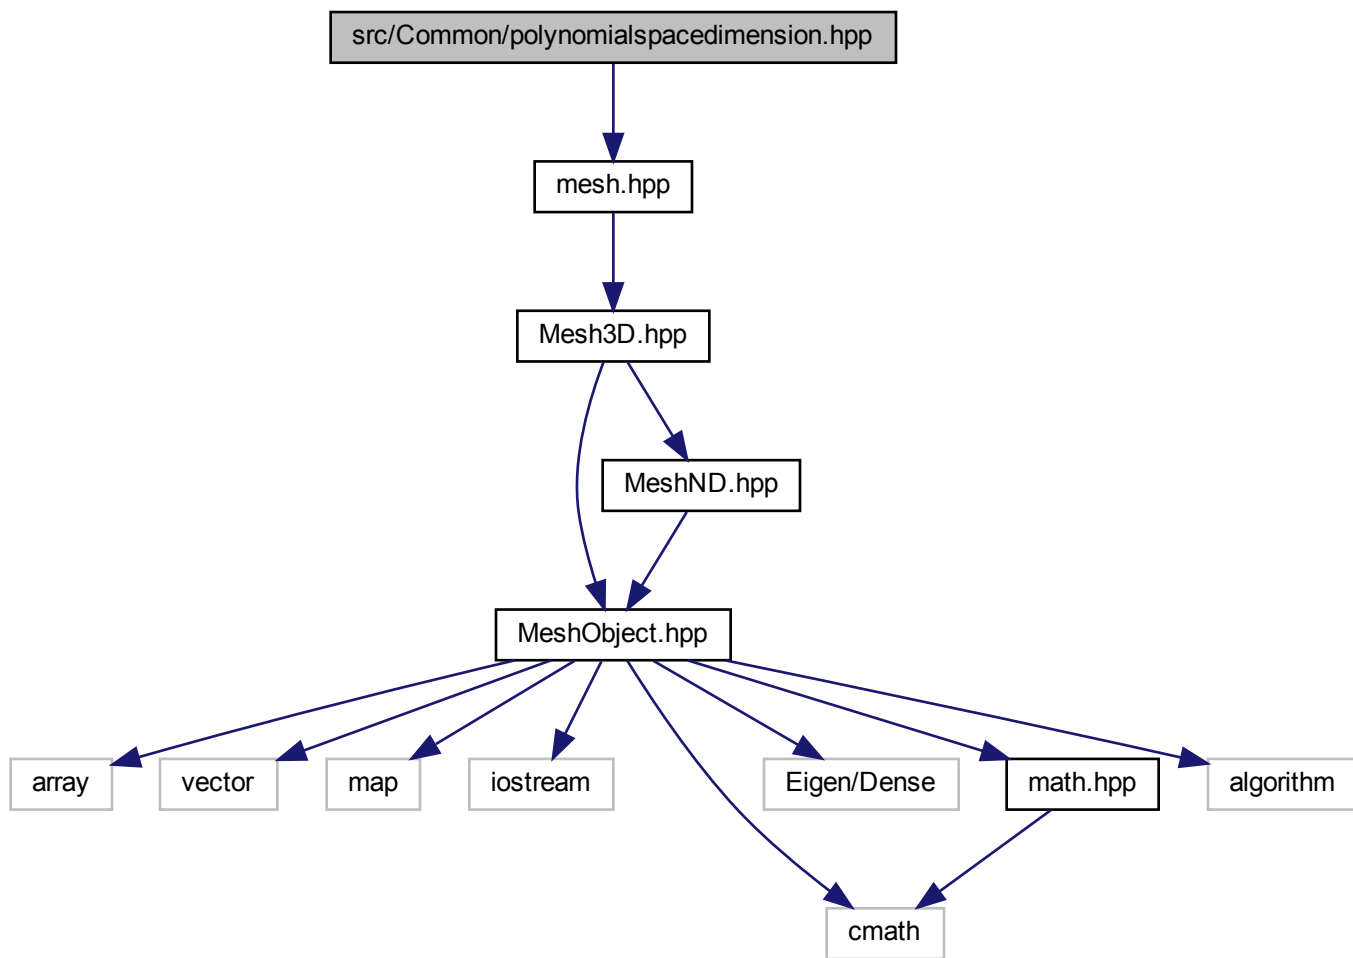 src/Common/polynomialspacedimension.hpp
mesh.hpp
Mesh3D.hpp
MeshND.hpp
MeshObject.hpp
array
vector
map
iostream
Eigen/Dense
math.hpp
algorithm
cmath